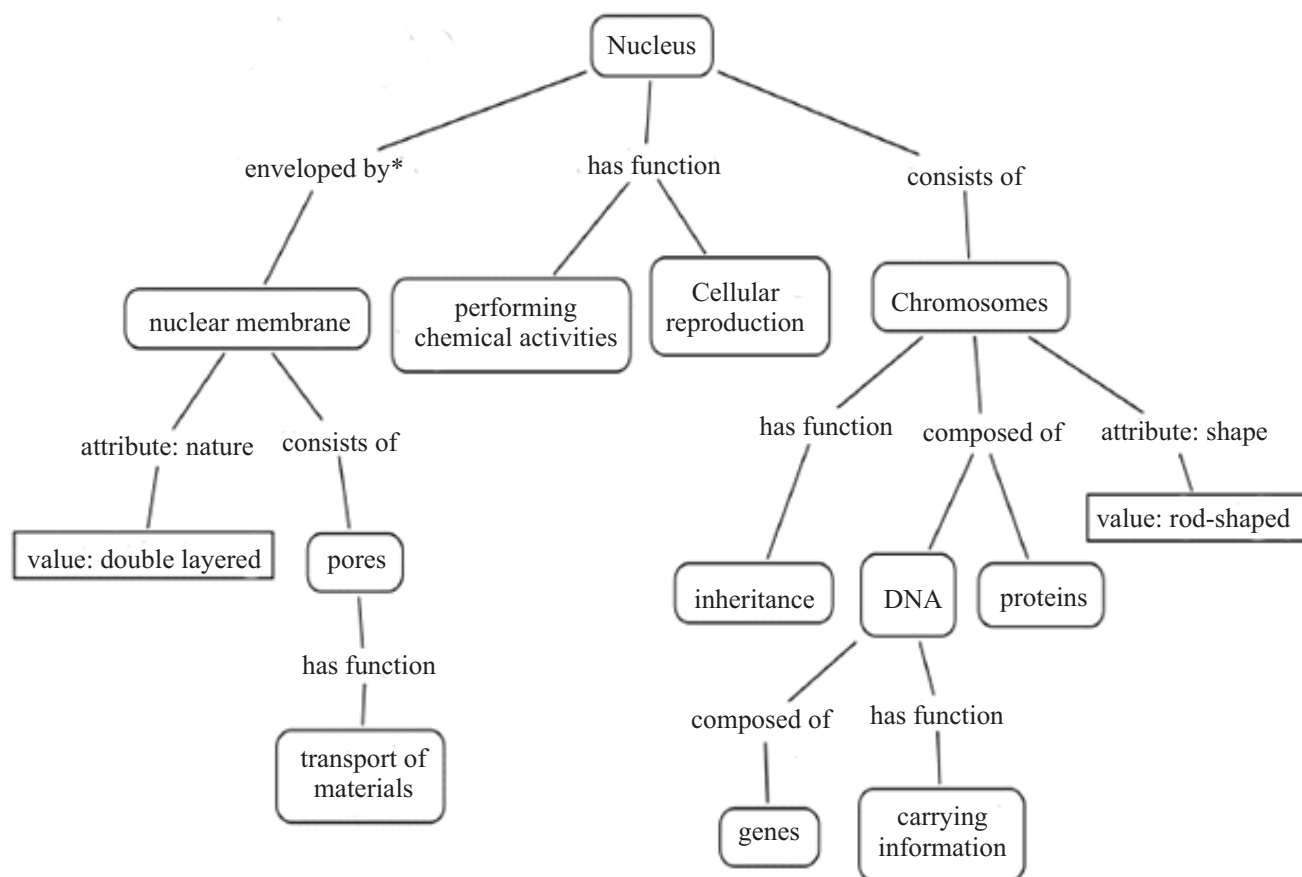 Nucleus
enveloped by*
has function
consists of
nuclear membrane
performing
chemical activities
Cellular
reproduction
Chromosomes
attribute: nature
consists of
has function
composed of
attribute: shape
value: double layered
pores
value: rod-shaped
inheritance
DNA
proteins
has function
composed of
has function
transport of
materials
genes
carrying
information